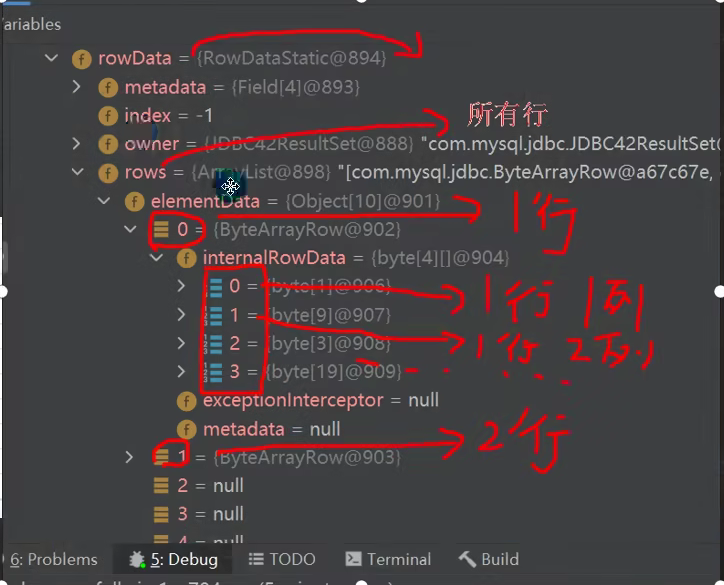 ariables
rowData = {RowDataStatic@894}
metadata = {Field[4]@893}
index = -1
所有行
owner = {JDBC42ResultSet@888} "com.mysql.jdbc.JDBC42ResultSet@
rows = {ArrayList@898} "[com.mysql.jdbc.ByteArrayRow@a67c67e,
elementData = {Object[10]@901}
1行
0 = {ByteArrayRow@902}
internalRowData = {byte[4][]@904}
0 = {byte[1]@906}
1行 1列
1 = {byte[9]@907}
2 = {byte[3]@908}
1行 2列
3 = {byte[19]@909}
exceptionInterceptor = null
metadata = null
2行
1 = {ByteArrayRow@903}
2 = null
3 = null
4 = null
6: Problems 5: Debug TODO Terminal Build